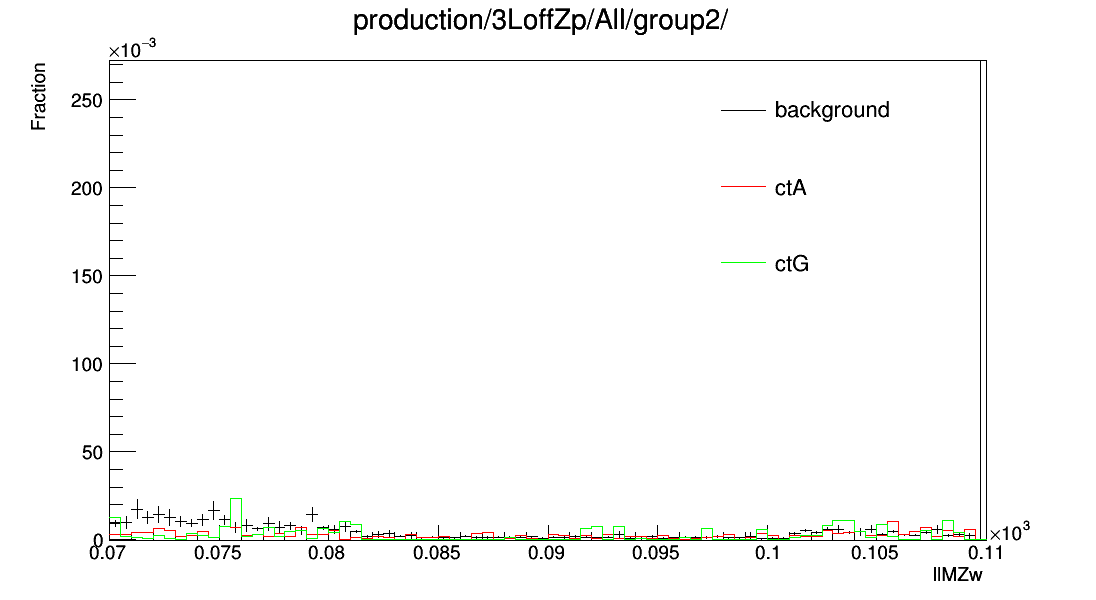 production/3LoffZp/All/group2/
×10⁻³
Fraction
250
200
150
100
50
0
background
ctA
ctG
0.07 0.075 0.08 0.085 0.09 0.095 0.1 0.105 0.11
×10³
llMZw